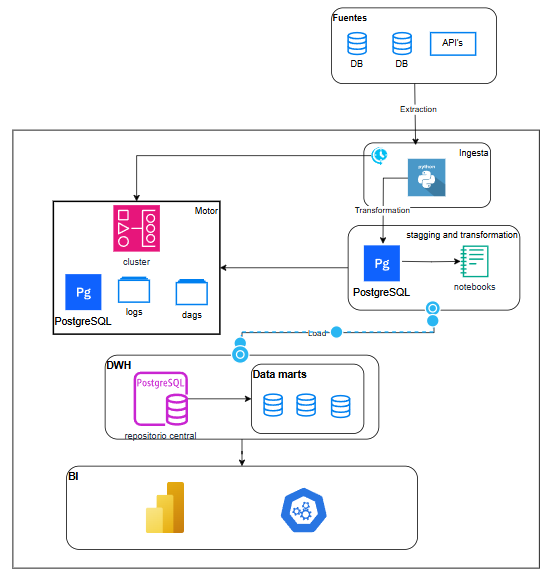 Fuentes
DB
DB
API's
Extraction
Ingesta
python
Transformation
Motor
cluster
Pg
PostgreSQL
logs
dags
stagging and transformation
Pg
PostgreSQL
notebooks
Load
DWH
PostgreSQL
repositorio central
Data marts
BI